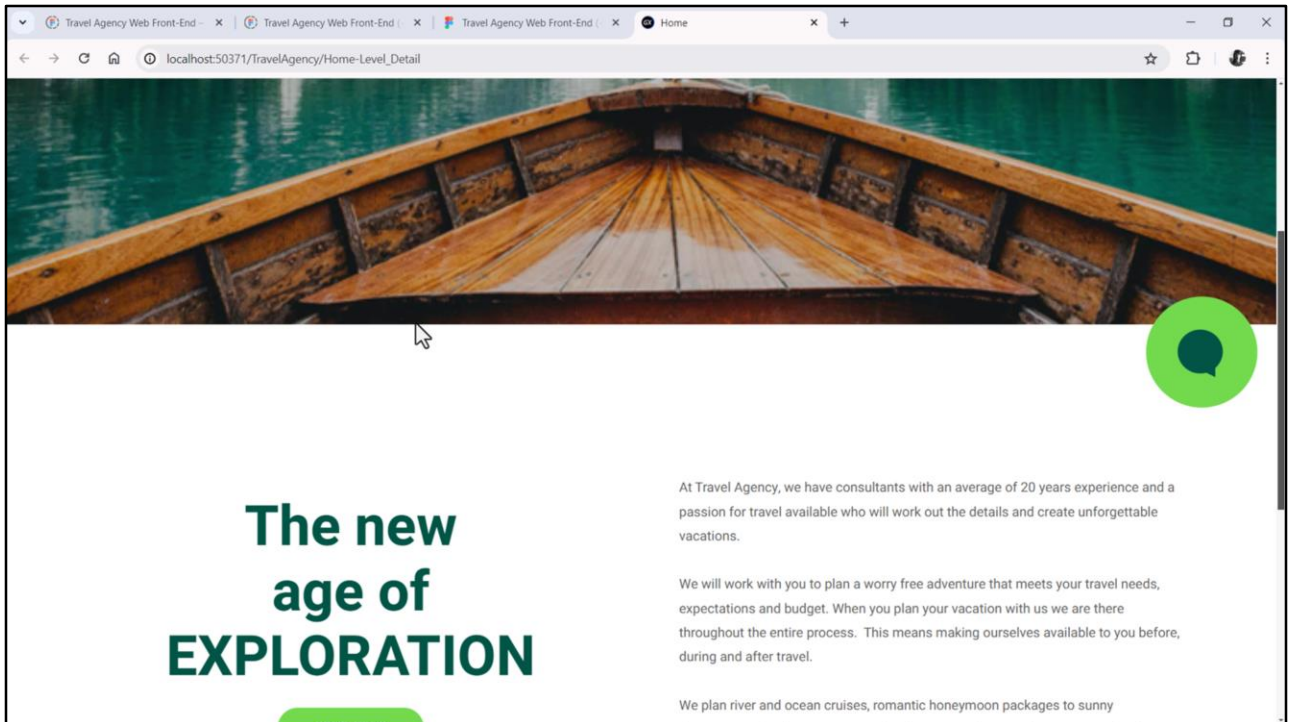 Travel Agency Web Front-End –
Travel Agency Web Front-End (
Travel Agency Web Front-End (
GX
Home
localhost:50371/TravelAgency/Home-Level_Detail
The new
age of
EXPLORATION
At Travel Agency, we have consultants with an average of 20 years experience and a
passion for travel available who will work out the details and create unforgettable
vacations.
We will work with you to plan a worry free adventure that meets your travel needs,
expectations and budget. When you plan your vacation with us we are there
throughout the entire process.  This means making ourselves available to you before,
during and after travel.
We plan river and ocean cruises, romantic honeymoon packages to sunny